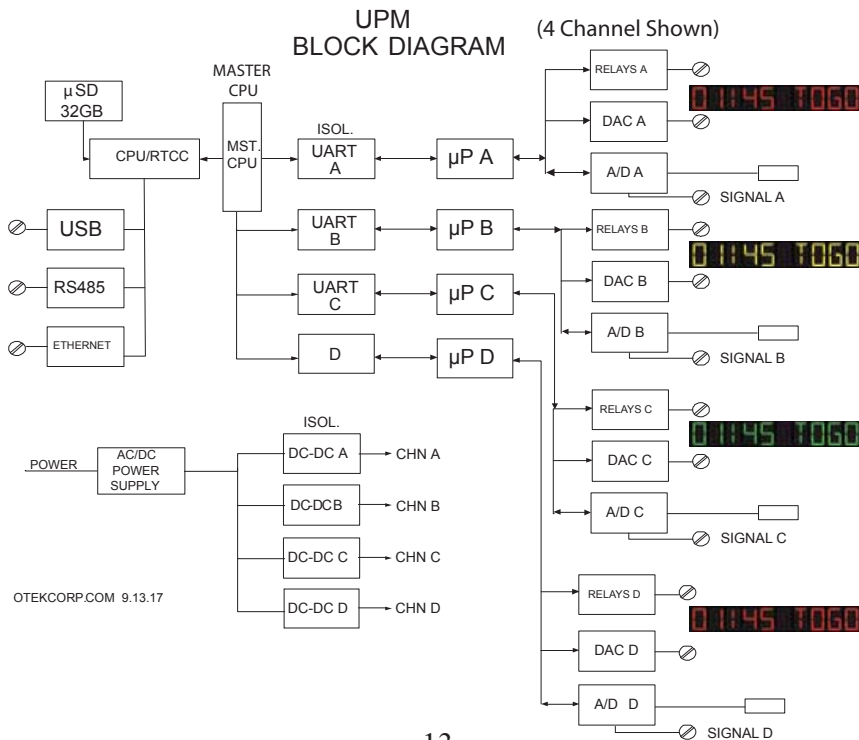 UPM
BLOCK DIAGRAM
(4 Channel Shown)
µSD
32GB
CPU/RTCC
USB
RS485
ETHERNET
MASTER
CPU
MST.
CPU
ISOL.
UART
A
UART
B
UART
C
D
µP A
µP B
µP C
µP D
RELAYS A
DAC A
A/D A
SIGNAL A
01:45 TOGO
RELAYS B
DAC B
A/D B
SIGNAL B
01:45 TOGO
RELAYS C
DAC C
A/D C
SIGNAL C
01:45 TOGO
RELAYS D
DAC D
A/D D
SIGNAL D
01:45 TOGO
POWER
AC/DC
POWER
SUPPLY
ISOL.
DC-DC A
CHN A
DC-DCB
CHN B
DC-DC C
CHN C
DC-DC D
CHN D
OTEKCORP.COM 9.13.17